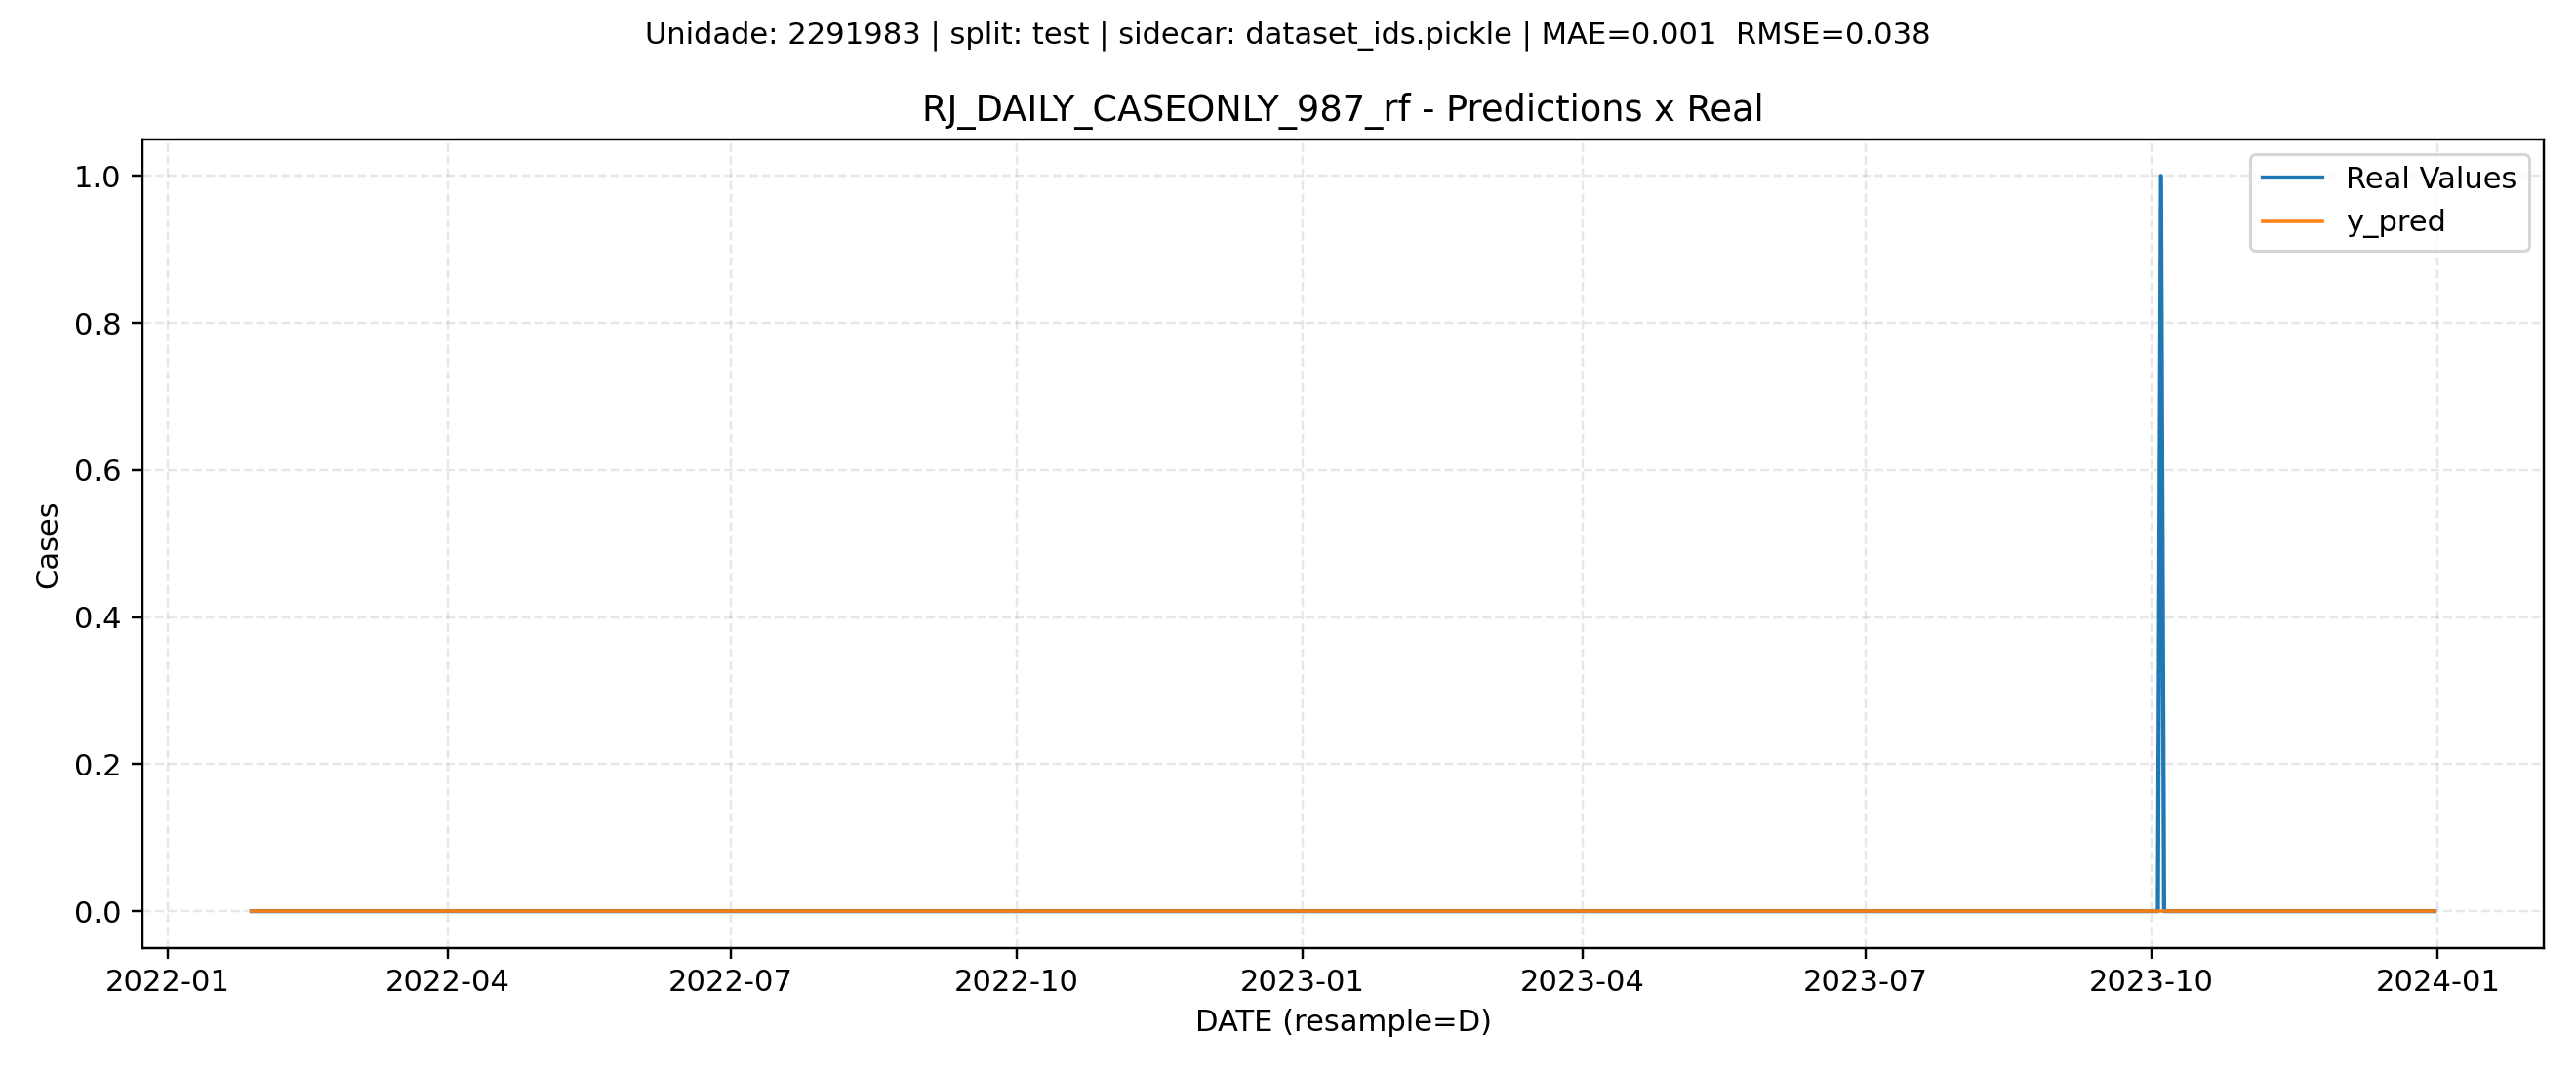 Unidade: 2291983 | split: test | sidecar: dataset_ids.pickle | MAE=0.001  RMSE=0.038
RJ_DAILY_CASEONLY_987_rf - Predictions x Real
Real Values
y_pred
1.0
0.8
0.6
0.4
0.2
0.0
Cases
2022-01 2022-04 2022-07 2022-10 2023-01 2023-04 2023-07 2023-10 2024-01
DATE (resample=D)